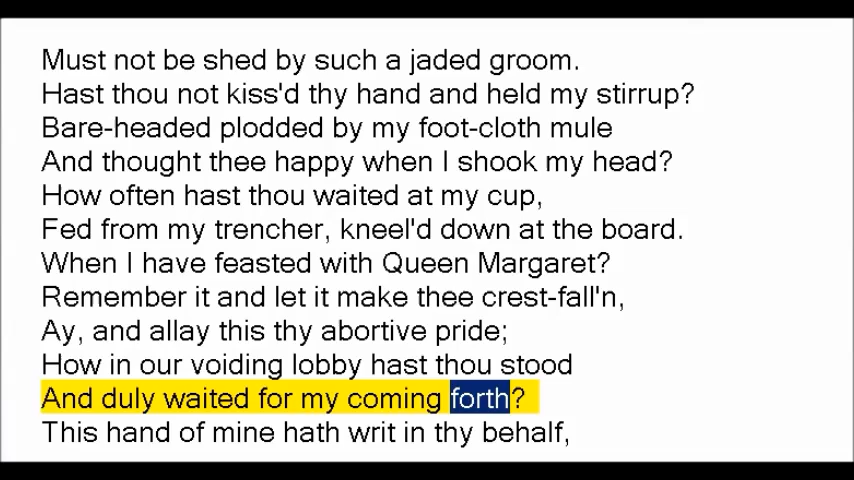 Must not be shed by such a jaded groom.
Hast thou not kiss'd thy hand and held my stirrup?
Bare-headed plodded by my foot-cloth mule
And thought thee happy when I shook my head?
How often hast thou waited at my cup,
Fed from my trencher, kneel'd down at the board.
When I have feasted with Queen Margaret?
Remember it and let it make thee crest-fall'n,
Ay, and allay this thy abortive pride;
How in our voiding lobby hast thou stood
And duly waited for my coming forth?
This hand of mine hath writ in thy behalf,